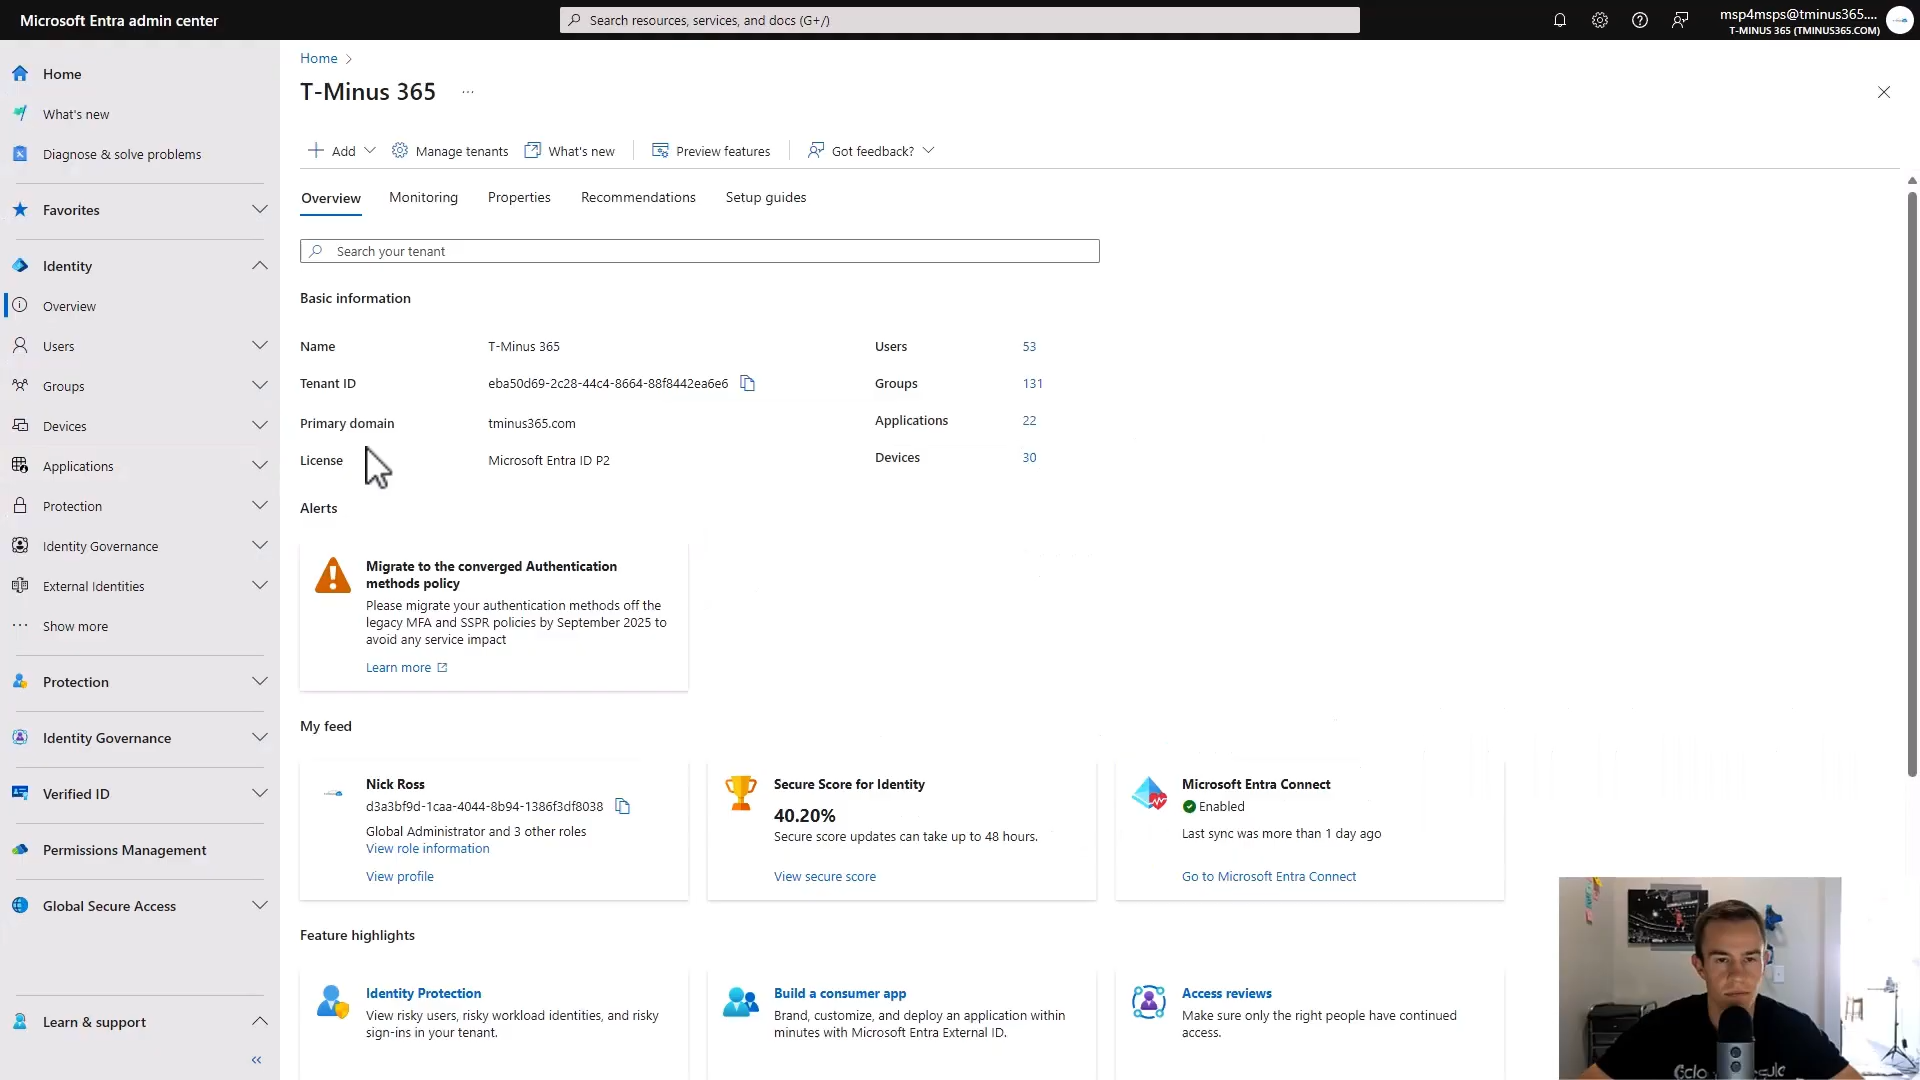 Microsoft Entra admin center
Search resources, services, and docs (G+/)
msp4msps@tminus365....
T-MINUS 365 (TMINUS365.COM)
Home
What's new
Diagnose & solve problems
Favorites
Identity
Overview
Users
Groups
Devices
Applications
Protection
Identity Governance
External Identities
Show more
Protection
Identity Governance
Verified ID
Permissions Management
Global Secure Access
Learn & support
Home
T-Minus 365
Add
Manage tenants
What's new
Preview features
Got feedback?
Overview
Monitoring
Properties
Recommendations
Setup guides
Search your tenant
Basic information
Name
T-Minus 365
Users
53
Tenant ID
eba50d69-2c28-44c4-8664-88f8442ea6e6
Groups
131
Primary domain
tminus365.com
Applications
22
License
Microsoft Entra ID P2
Devices
30
Alerts
Migrate to the converged Authentication
methods policy
Please migrate your authentication methods off the
legacy MFA and SSPR policies by September 2025 to
avoid any service impact
Learn more
My feed
Nick Ross
d3a3bf9d-1caa-4044-8b94-1386f3df8038
Global Administrator and 3 other roles
View role information
View profile
Secure Score for Identity
40.20%
Secure score updates can take up to 48 hours.
View secure score
Microsoft Entra Connect
Enabled
Last sync was more than 1 day ago
Go to Microsoft Entra Connect
Feature highlights
Identity Protection
View risky users, risky workload identities, and risky
sign-ins in your tenant.
Build a consumer app
Brand, customize, and deploy an application within
minutes with Microsoft Entra External ID.
Access reviews
Make sure only the right people have continued
access.